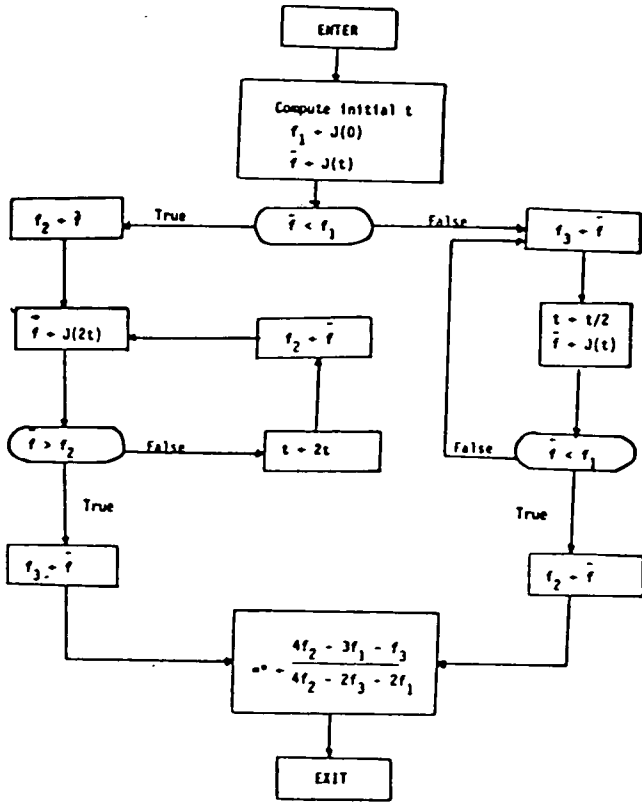 ENTER
Compute initial t
f₁ ← J(0)
f̄ ← J(t)
f̄ < f₁
True
False
f₂ ← f̄
f₃ ← f̄
f̄ ← J(2t)
f₂ ← f̄
t ← t/2
f̄ ← J(t)
f̄ > f₂
False
t ← 2t
False
f̄ < f₁
True
True
f₃ ← f̄
f₂ ← f̄
4f₂ - 3f₁ - f₃
←
4f₂ - 2f₃ - 2f₁
EXIT